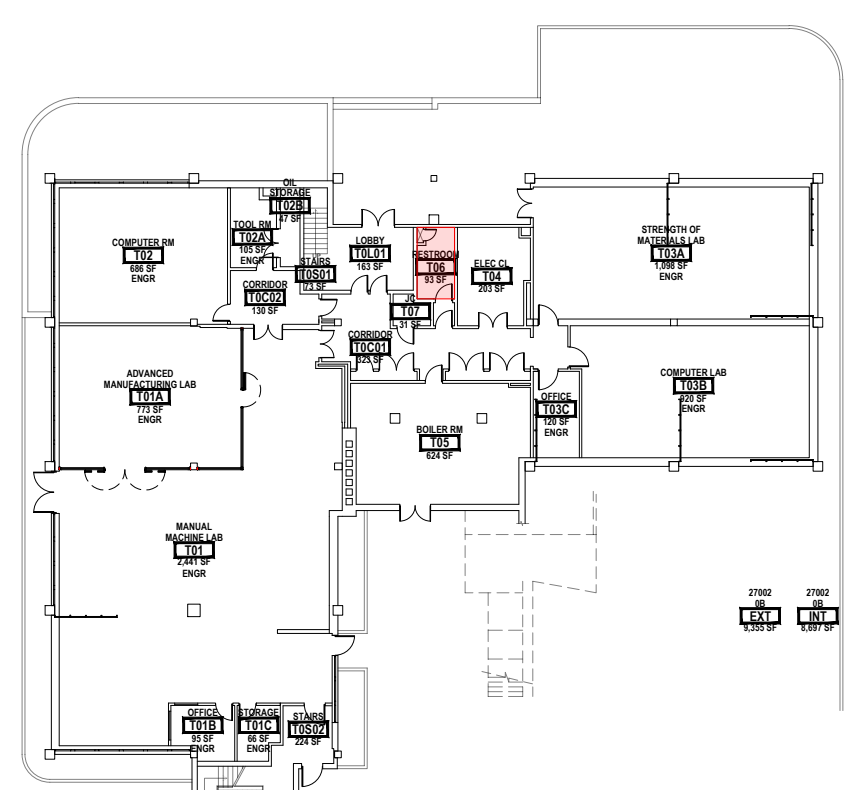 OIL
STORAGE
T02B
47 SF
TOOL RM
T02A
105 SF
ENGR
COMPUTER RM
T02
686 SF
ENGR
LOBBY
T0L01
163 SF
STAIRS
T0S01
73 SF
CORRIDOR
T0C02
130 SF
RESTROOM
T06
93 SF
ELEC CL
T04
203 SF
STRENGTH OF
MATERIALS LAB
T03A
1,098 SF
ENGR
JC
T07
31 SF
CORRIDOR
T0C01
323 SF
ADVANCED
MANUFACTURING LAB
T01A
773 SF
ENGR
COMPUTER LAB
T03B
920 SF
ENGR
OFFICE
T03C
120 SF
ENGR
BOILER RM
T05
624 SF
MANUAL
MACHINE LAB
T01
2,441 SF
ENGR
27002
0B
EXT
9,355 SF
27002
0B
INT
8,697 SF
OFFICE
T01B
95 SF
ENGR
STORAGE
T01C
66 SF
ENGR
STAIRS
T0S02
224 SF